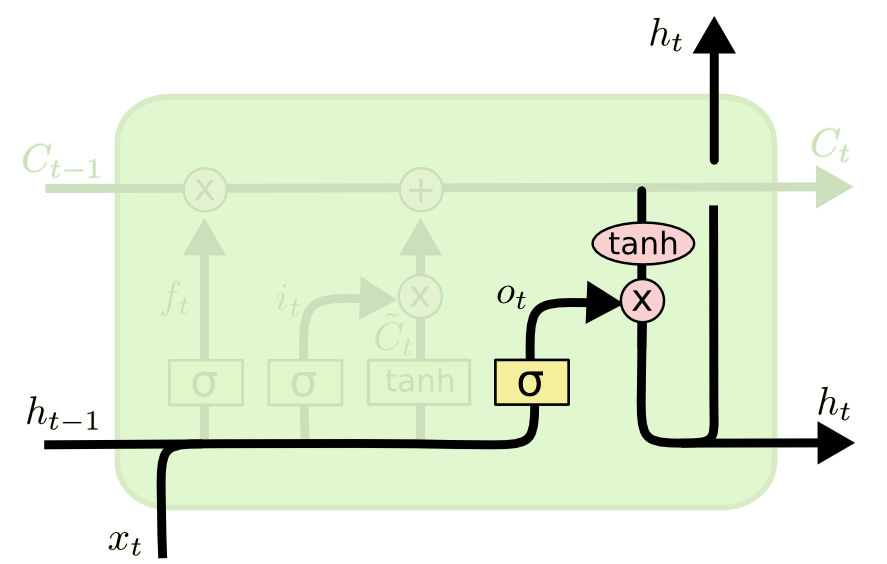 h_t
C_{t-1}
C_t
x
+
tanh
f_t
i_t
x
o_t
x
C̃_t
σ
σ
tanh
σ
h_{t-1}
h_t
x_t